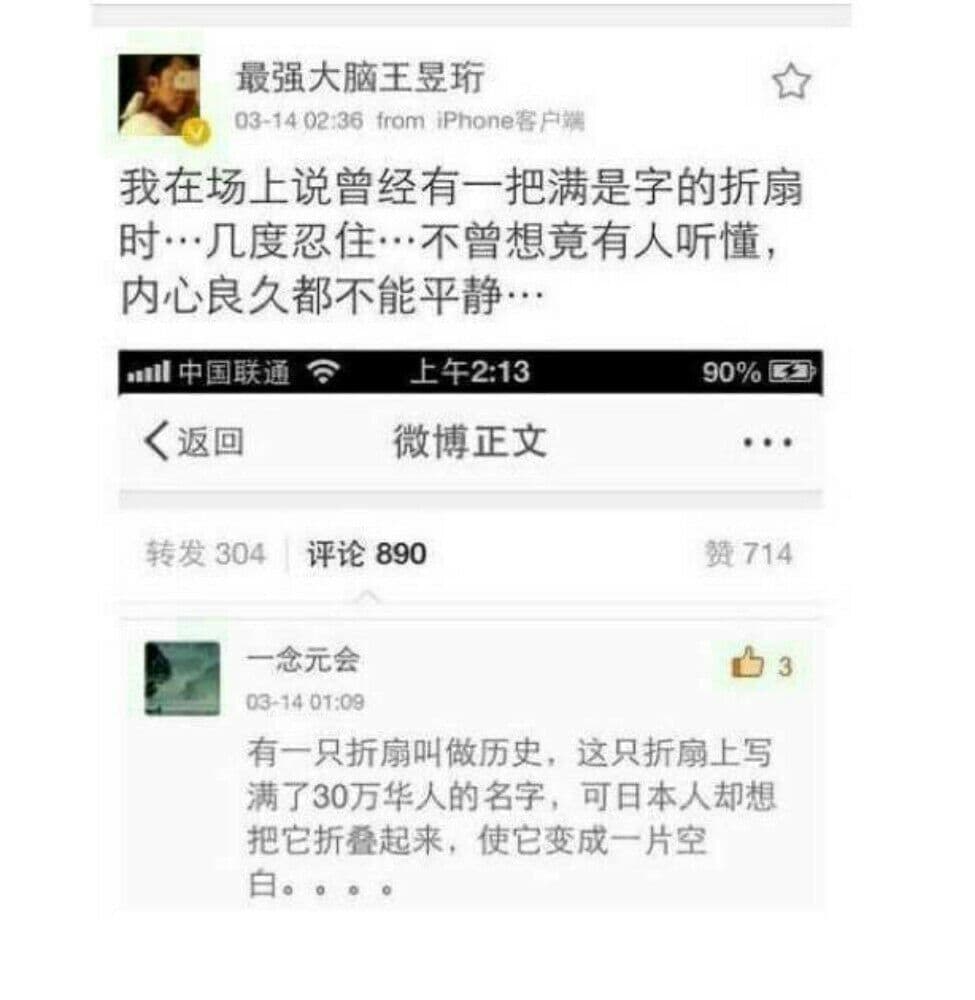 最强大脑王昱珩
03-14 02:36 from iPhone客户端
我在场上说曾经有一把满是字的折扇
时…几度忍住…不曾想竟有人听懂,
内心良久都不能平静…
中国联通 上午2:13 90%
返回 微博正文 ···
转发 304 评论 890 赞 714
一念元会 3
03-14 01:09
有一只折扇叫做历史，这只折扇上写
满了30万华人的名字，可日本人却想
把它折叠起来，使它变成一片空
白。。。。